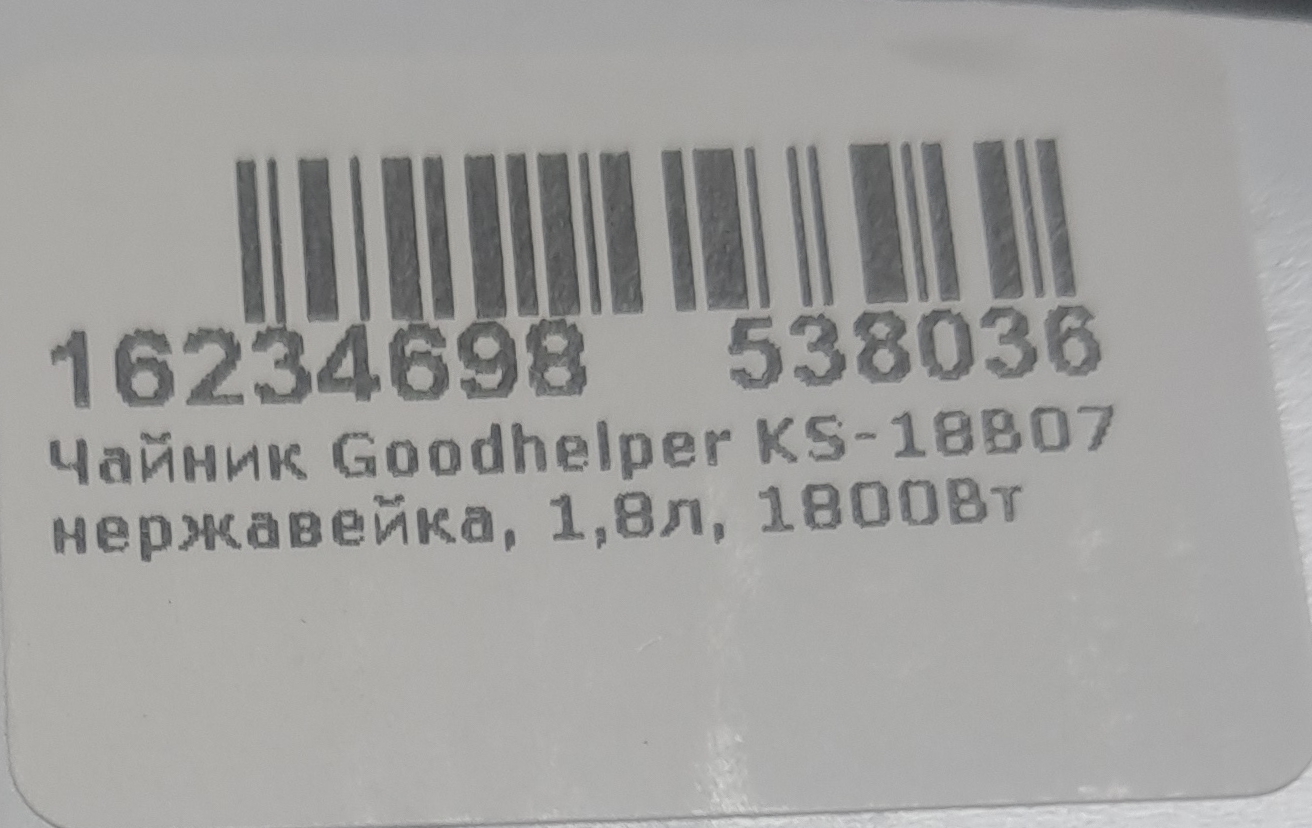 16234698 538036
Чайник Goodhelper KS-18B07
нержавейка, 1,8л, 1800Вт